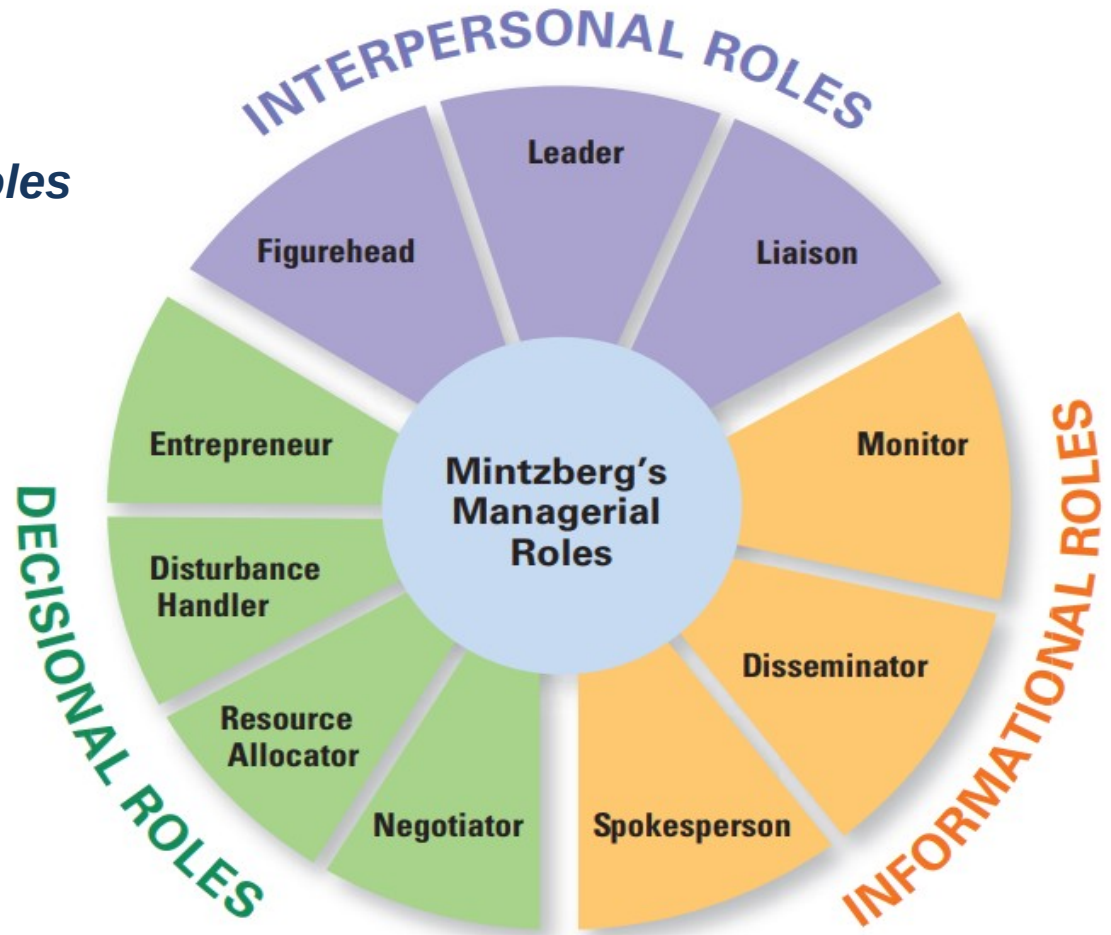 oles
INTERPERSONAL ROLES
Figurehead
Leader
Liaison
Mintzberg's
Managerial
Roles
INFORMATIONAL ROLES
Monitor
Disseminator
Spokesperson
DECISIONAL ROLES
Entrepreneur
Disturbance
Handler
Resource
Allocator
Negotiator